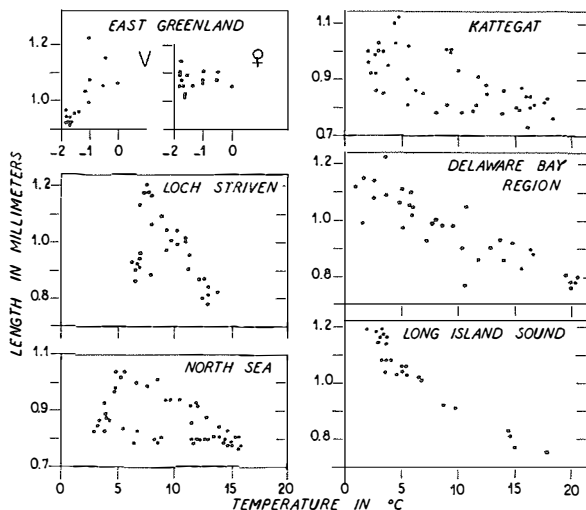 EAST GREENLAND
V ♀
1.2
1.0
-2 -1 0
-2 -1 0
LOCH STRIVEN
1.2
1.0
0.8
NORTH SEA
1.1
0.9
0.7
0 5 10 15
KATTEGAT
1.1
0.9
0.7
DELAWARE BAY
REGION
1.2
1.0
0.8
LONG ISLAND SOUND
1.2
1.0
0.8
0 5 10 15 20
LENGTH IN MILLIMETERS
TEMPERATURE IN °C